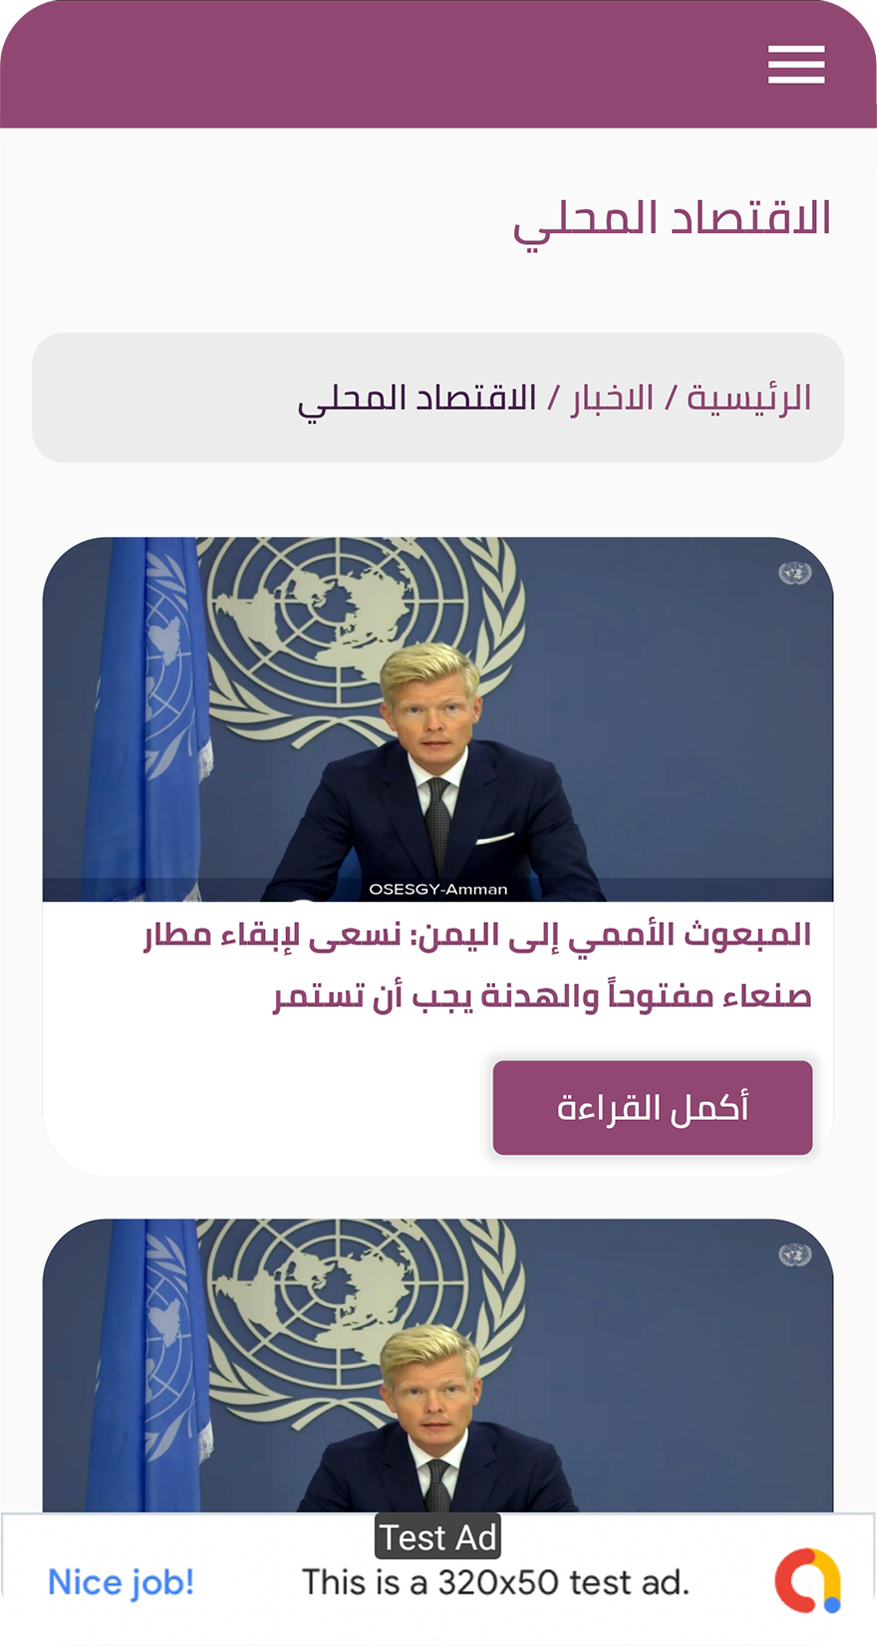 الاقتصاد المحلي
الرئيسية / الاخبار / الاقتصاد المحلي
OSESGY-Amman
المبعوث الأممي إلى اليمن: نسعى لإبقاء مطار
صنعاء مفتوحاً والهدنة يجب أن تستمر
أكمل القراءة
Test Ad
Nice job!
This is a 320x50 test ad.